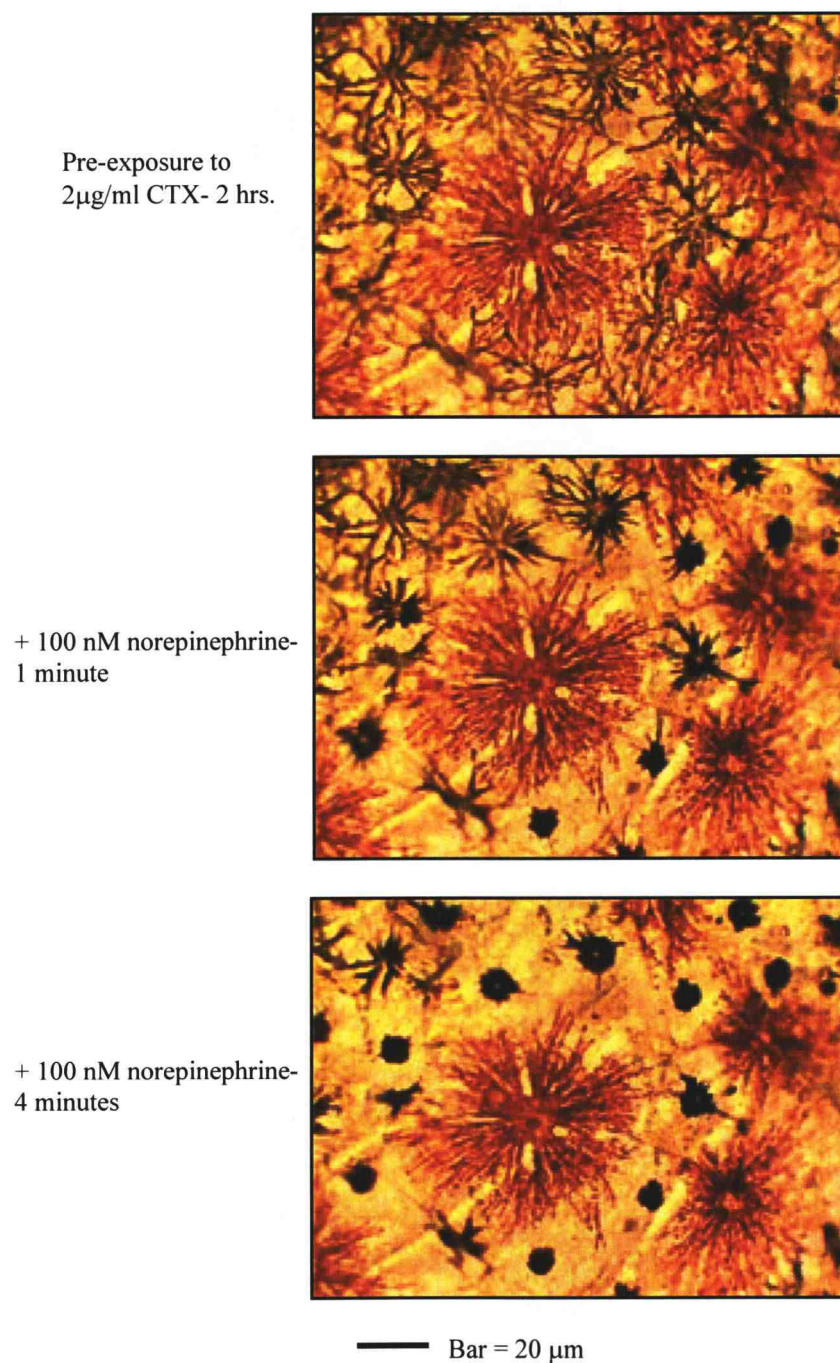 Pre-exposure to
2μg/ml CTX- 2 hrs.
+ 100 nM norepinephrine-
1 minute
+ 100 nM norepinephrine-
4 minutes
Bar = 20 μm